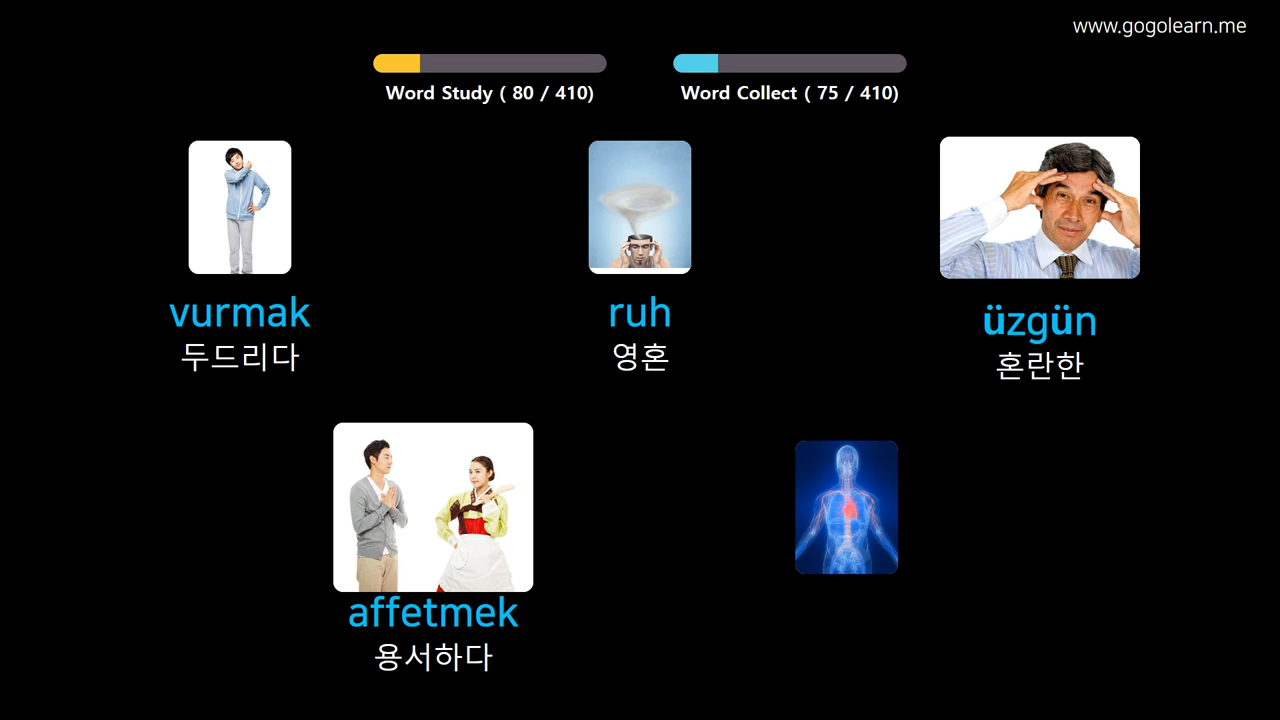 www.gogolearn.me
Word Study ( 80 / 410)
Word Collect ( 75 / 410)
vurmak
두드리다
ruh
영혼
üzgün
혼란한
affetmek
용서하다